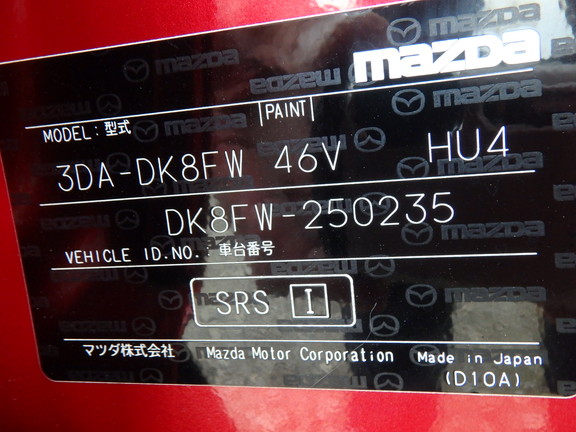 mazda
MODEL:型式 PAINT
3DA-DK8FW 46V HU4
DK8FW-250235
VEHICLE ID.NO.:車台番号
SRS I
マツダ株式会社 Mazda Motor Corporation Made in Japan
(D10A)